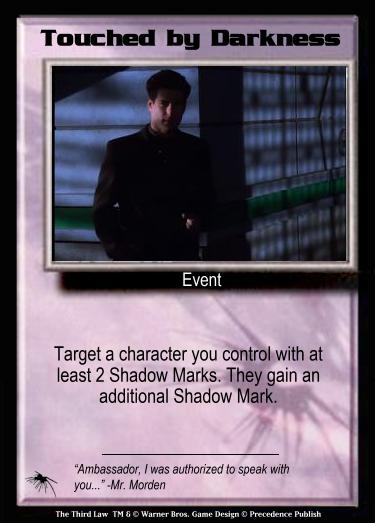 Touched by Darkness
Event
Target a character you control with at
least 2 Shadow Marks. They gain an
additional Shadow Mark.
“Ambassador, I was authorized to speak with
you...” -Mr. Morden
The Third Law TM & © Warner Bros. Game Design © Precedence Publish